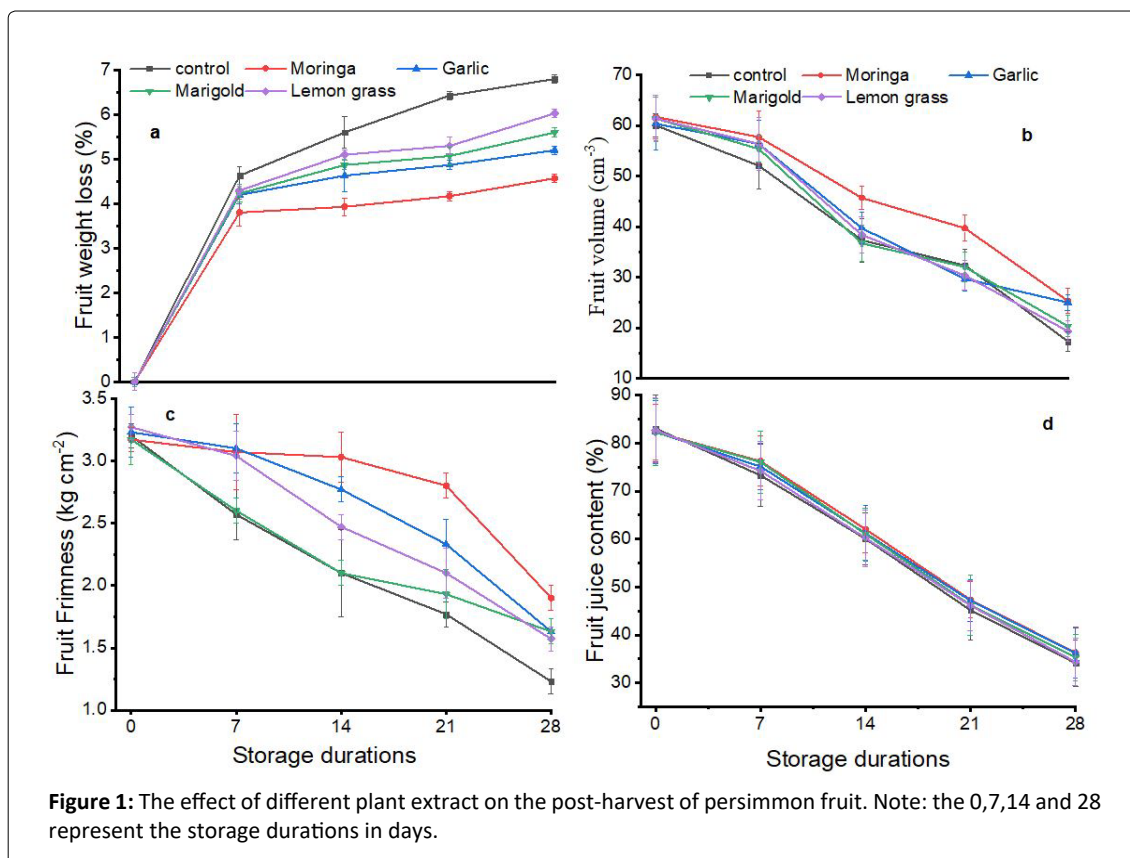 control Moringa Garlic
Marigold Lemon grass
a
Fruit weight loss (%)
7
6
5
4
3
2
1
0
control Moringa Garlic
Marigold Lemon grass
b
Fruit volume (cm-3)
70
60
50
40
30
20
10
c
Fruit Frimness (kg cm-2)
3.5
3.0
2.5
2.0
1.5
1.0
0 7 14 21 28
Storage durations
d
Fruit juice content (%)
90
80
70
60
50
40
30
0 7 14 21 28
Storage durations
Figure 1: The effect of different plant extract on the post-harvest of persimmon fruit. Note: the 0,7,14 and 28
represent the storage durations in days.